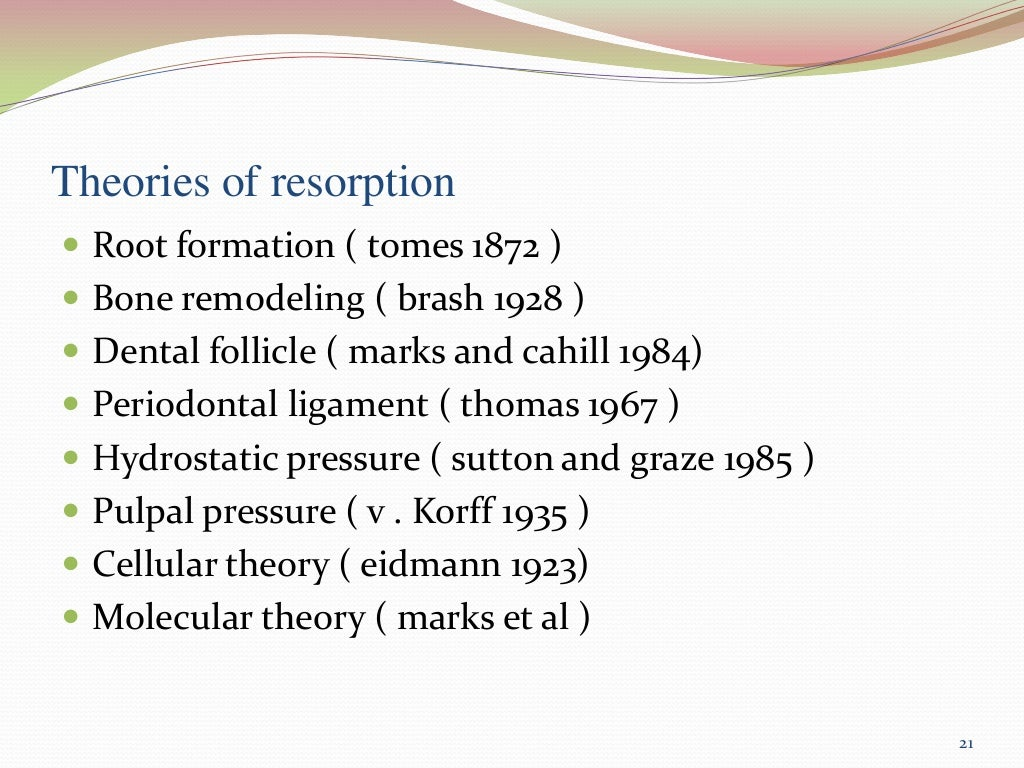 Theories of resorption
• Root formation ( tomes 1872 )
• Bone remodeling ( brash 1928 )
• Dental follicle ( marks and cahill 1984)
• Periodontal ligament ( thomas 1967 )
• Hydrostatic pressure ( sutton and graze 1985 )
• Pulpal pressure ( v . Korff 1935 )
• Cellular theory ( eidmann 1923)
• Molecular theory ( marks et al )
21